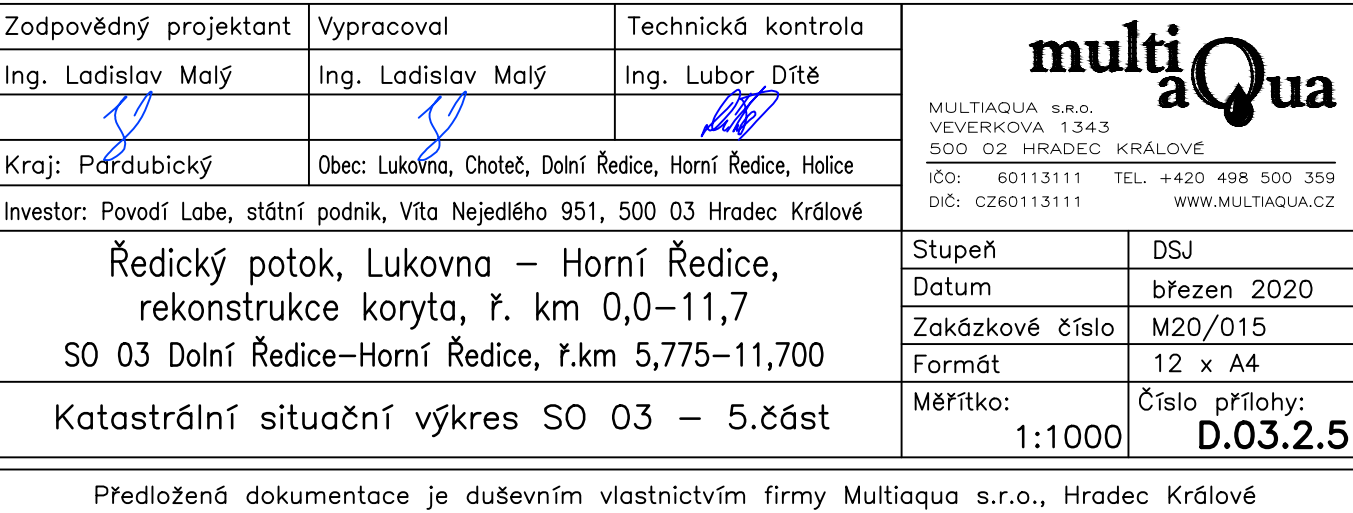 Zodpovědný projektant Vypracoval Technická kontrola
Ing. Ladislav Malý Ing. Ladislav Malý Ing. Lubor Dítě
Kraj: Pardubický Obec: Lukovna, Choteč, Dolní Ředice, Horní Ředice, Holice
Investor: Povodí Labe, státní podnik, Víta Nejedlého 951, 500 03 Hradec Králové
multi
aQua
MULTIAQUA S.R.O.
VEVERKOVA 1343
500 02 HRADEC KRÁLOVÉ
IČO: 60113111 TEL. +420 498 500 359
DIČ: CZ60113111 WWW.MULTIAQUA.CZ
Ředický potok, Lukovna – Horní Ředice,
rekonstrukce koryta, ř. km 0,0–11,7
SO 03 Dolní Ředice–Horní Ředice, ř.km 5,775–11,700
Stupeň DSJ
Datum březen 2020
Zakázkové číslo M20/015
Formát 12 x A4
Katastrální situační výkres SO 03 – 5.část
Měřítko: 1:1000
Číslo přílohy: D.03.2.5
Předložená dokumentace je duševním vlastnictvím firmy Multiaqua s.r.o., Hradec Králové